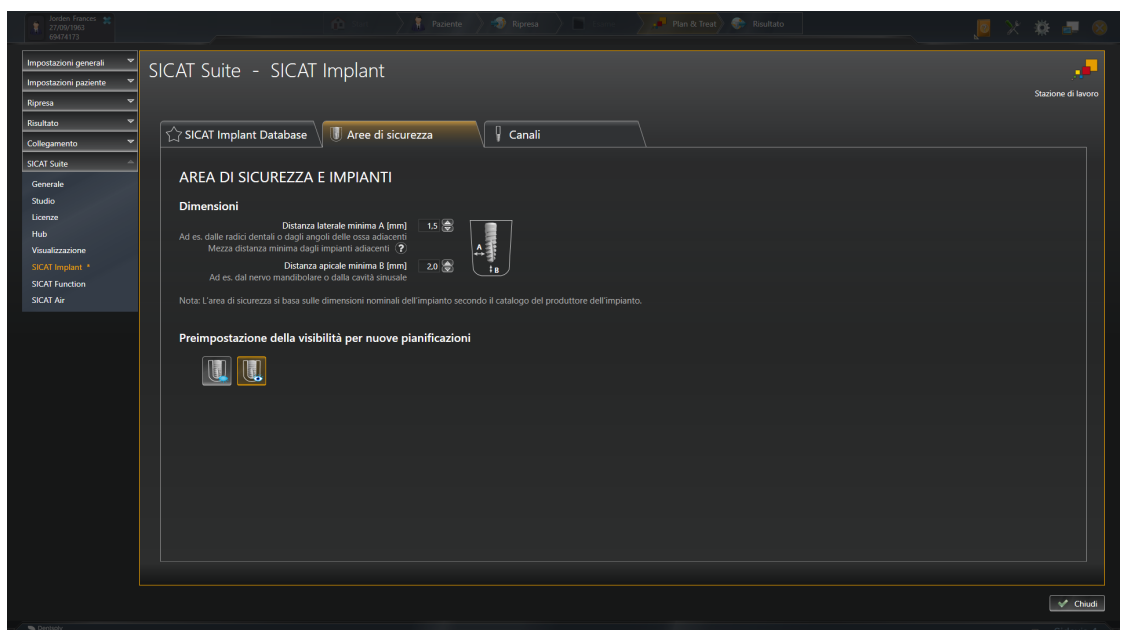 Jorden Frances
27/09/1963
69474173
Paziente
Ripresa
Plan & Treat
Risultato
Impostazioni generali
Impostazioni paziente
Ripresa
Risultato
Collegamento
SICAT Suite
Generale
Studio
Licenze
Hub
Visualizzazione
SICAT Implant *
SICAT Function
SICAT Air
SICAT Suite - SICAT Implant
Stazione di lavoro
SICAT Implant Database
Aree di sicurezza
Canali
AREA DI SICUREZZA E IMPIANTI
Dimensioni
Distanza laterale minima A [mm] 1.5
Ad es. dalle radici dentali o dagli angoli delle ossa adiacenti
Mezza distanza minima dagli impianti adiacenti ?
Distanza apicale minima B [mm] 2.0
Ad es. dal nervo mandibolare o dalla cavità sinusale
A
B
Nota: L'area di sicurezza si basa sulle dimensioni nominali dell'impianto secondo il catalogo del produttore dell'impianto.
Preimpostazione della visibilità per nuove pianificazioni
Chiudi
Dentsply